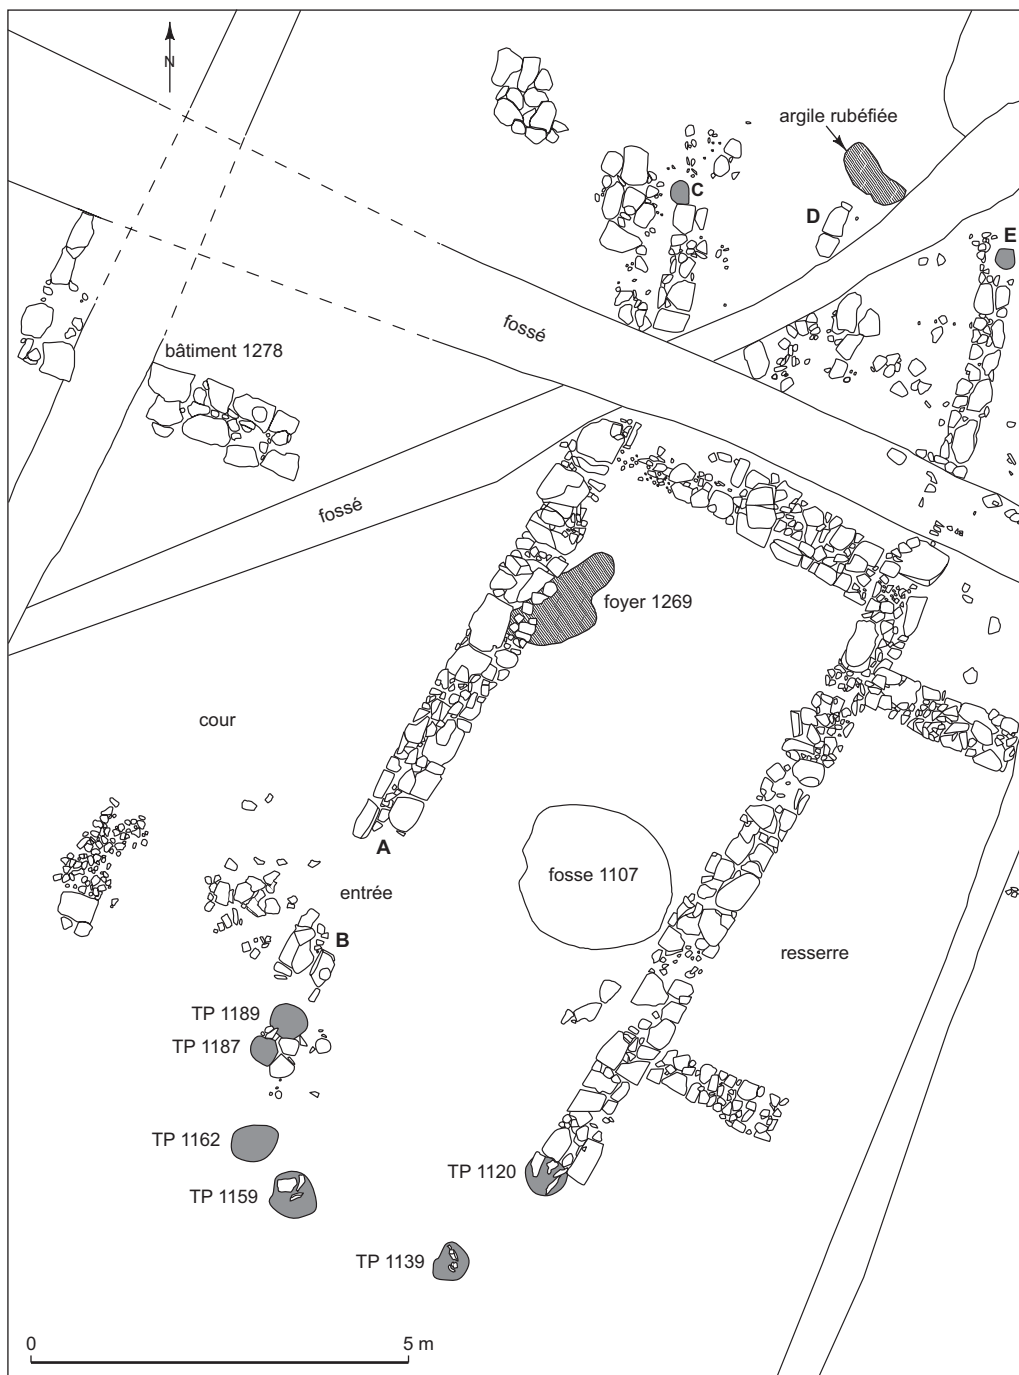 N
argile rubéfiée
C
D
E
fossé
bâtiment 1278
fossé
foyer 1269
cour
A
fosse 1107
entrée
B
resserre
TP 1189
TP 1187
TP 1162
TP 1120
TP 1159
TP 1139
0
5 m